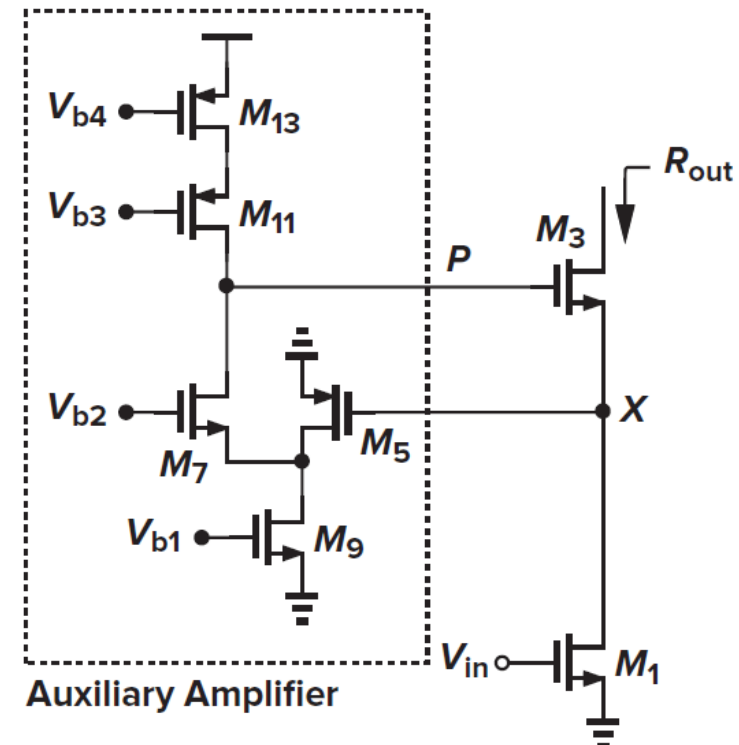 Vb4
M13
Vb3
M11
Rout
M3
P
Vb2
M7
M5
X
Vb1
M9
Vin
M1
Auxiliary Amplifier